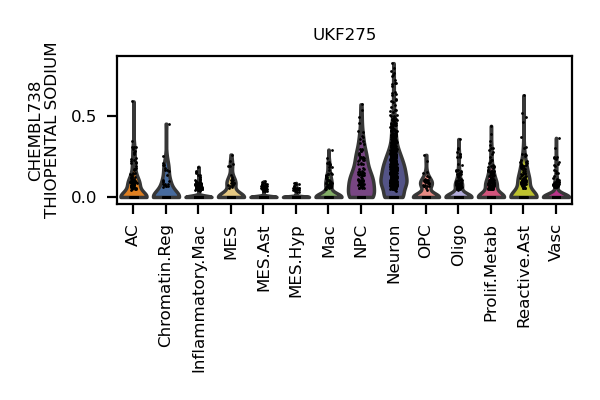 UKF275
CHEMBL738
THIOPENTAL SODIUM
0.5
0.0
AC
Chromatin.Reg
Inflammatory.Mac
MES
MES.Ast
MES.Hyp
Mac
NPC
Neuron
OPC
Oligo
Prolif.Metab
Reactive.Ast
Vasc